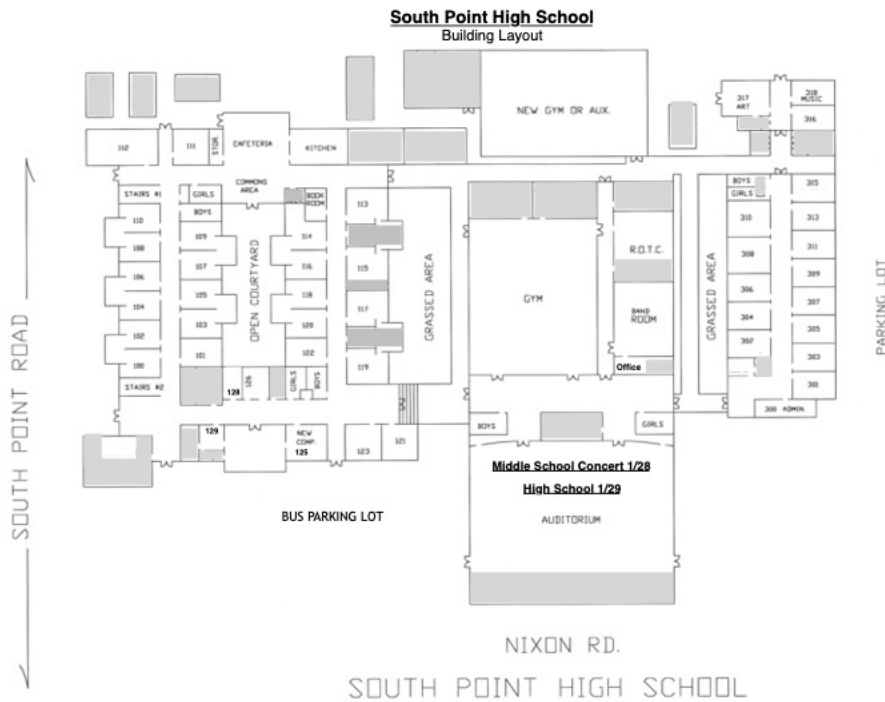 South Point High School
Building Layout
NEW GYM OR AUX.
317
ART
318
MUSIC
316
112
111
STOR.
CAFETERIA
KITCHEN
STAIRS #1
GIRLS
COMMONS
AREA
BOOK
ROOM
BOYS
113
BOYS
GIRLS
315
110
109
114
310
313
108
R.O.T.C.
311
107
116
115
308
106
309
105
118
306
104
117
307
OPEN COURTYARD
GRASSED AREA
GYM
BAND
ROOM
GRASSED AREA
103
120
304
305
102
302
101
122
303
100
119
Office
STAIRS #2
128
126
GIRLS
BOYS
301
300 ADMIN.
129
NEW
COMP.
125
123
121
BOYS
GIRLS
Middle School Concert 1/28
High School 1/29
AUDITORIUM
BUS PARKING LOT
SOUTH POINT ROAD
PARKING LOT
NIXON RD.
SOUTH POINT HIGH SCHOOL